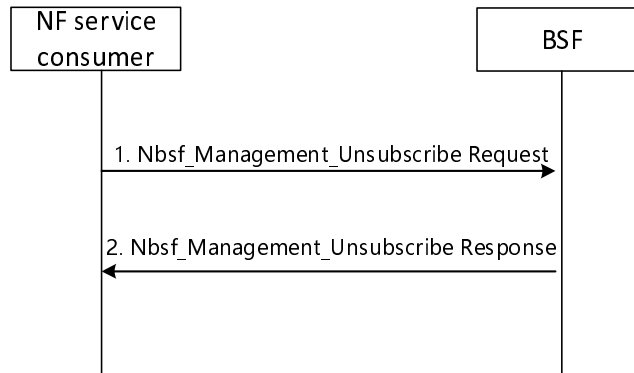 NF service
consumer
BSF
1. Nbsf_Management_Unsubscribe Request
2. Nbsf_Management_Unsubscribe Response